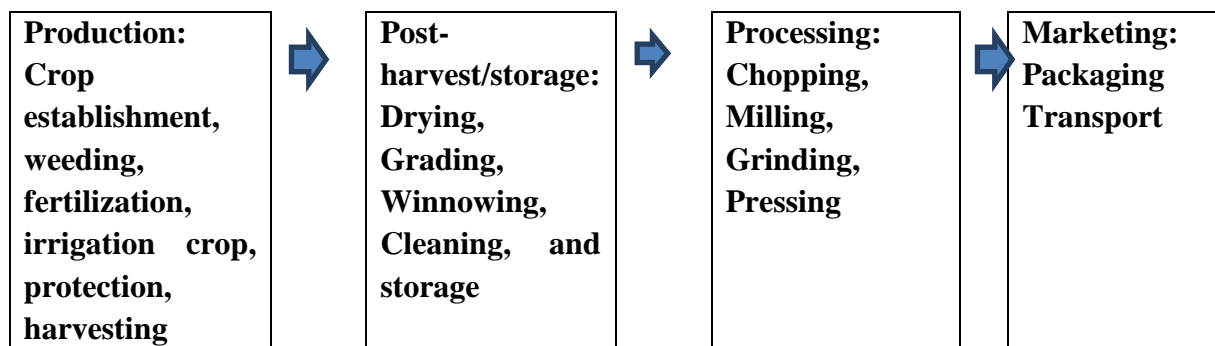 Production:
Crop
establishment,
weeding,
fertilization,
irrigation crop,
protection,
harvesting
Post-
harvest/storage:
Drying,
Grading,
Winnowing,
Cleaning, and
storage
Processing:
Chopping,
Milling,
Grinding,
Pressing
Marketing:
Packaging
Transport